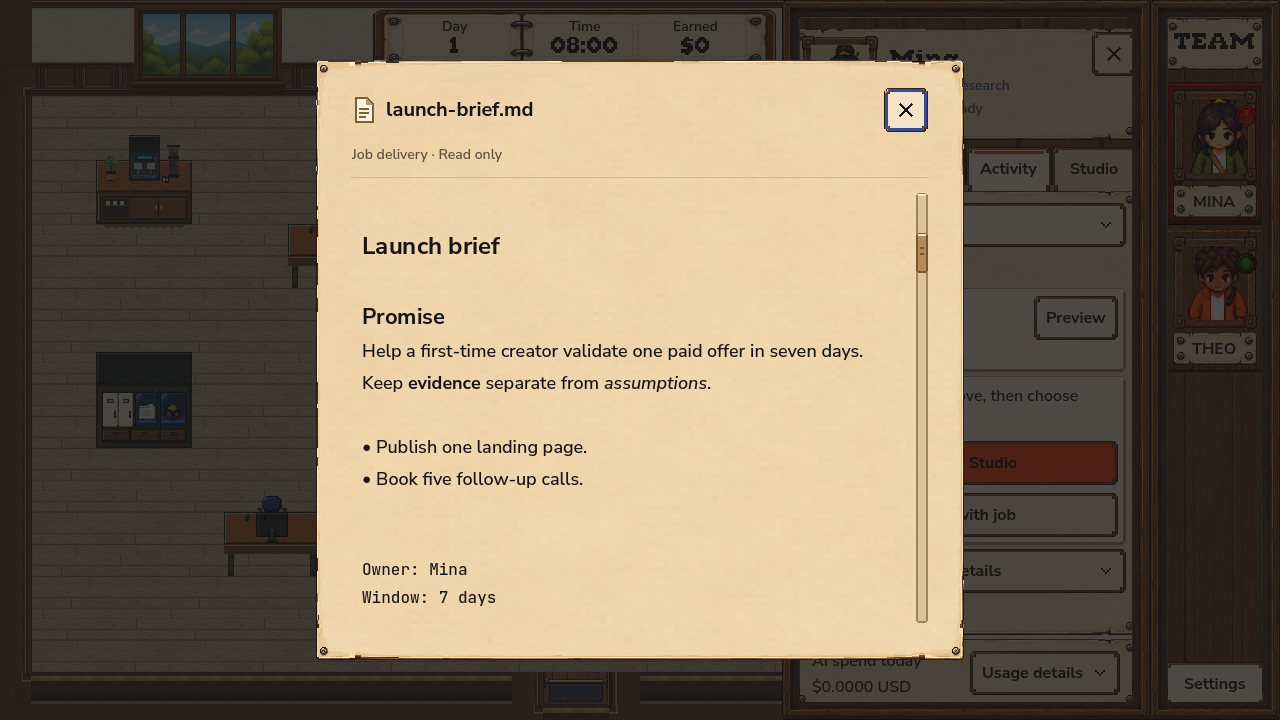 Day
1
Time
08:00
Earned
$0
Mina
esearch
dy
TEAM
launch-brief.md
Job delivery · Read only
Launch brief
Promise
Help a first-time creator validate one paid offer in seven days.
Keep evidence separate from assumptions.
• Publish one landing page.
• Book five follow-up calls.
Owner: Mina
Window: 7 days
Activity
Studio
Preview
ove, then choose
Studio
with job
etails
AI spend today
$0.0000 USD
Usage details
MINA
THEO
Settings